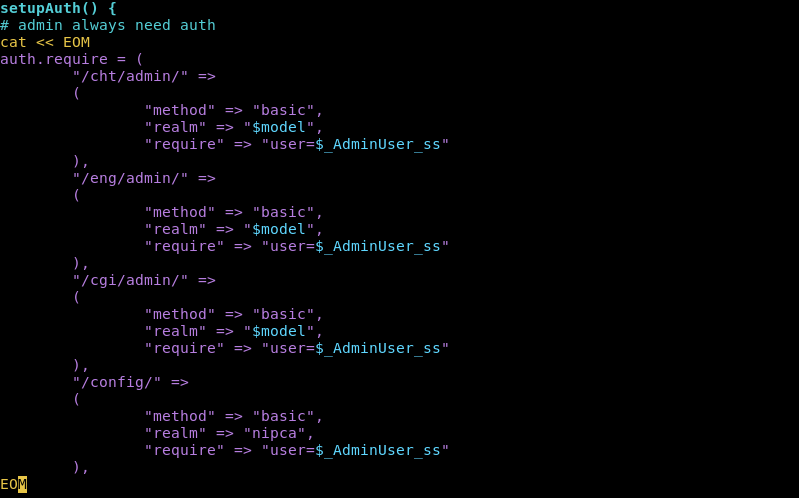 setupAuth() {
# admin always need auth
cat << EOM
auth.require = (
        "/cht/admin/" =>
        (
                "method" => "basic",
                "realm" => "$model",
                "require" => "user=$_AdminUser_ss"
        ),
        "/eng/admin/" =>
        (
                "method" => "basic",
                "realm" => "$model",
                "require" => "user=$_AdminUser_ss"
        ),
        "/cgi/admin/" =>
        (
                "method" => "basic",
                "realm" => "$model",
                "require" => "user=$_AdminUser_ss"
        ),
        "/config/" =>
        (
                "method" => "basic",
                "realm" => "nipca",
                "require" => "user=$_AdminUser_ss"
        ),
EOM